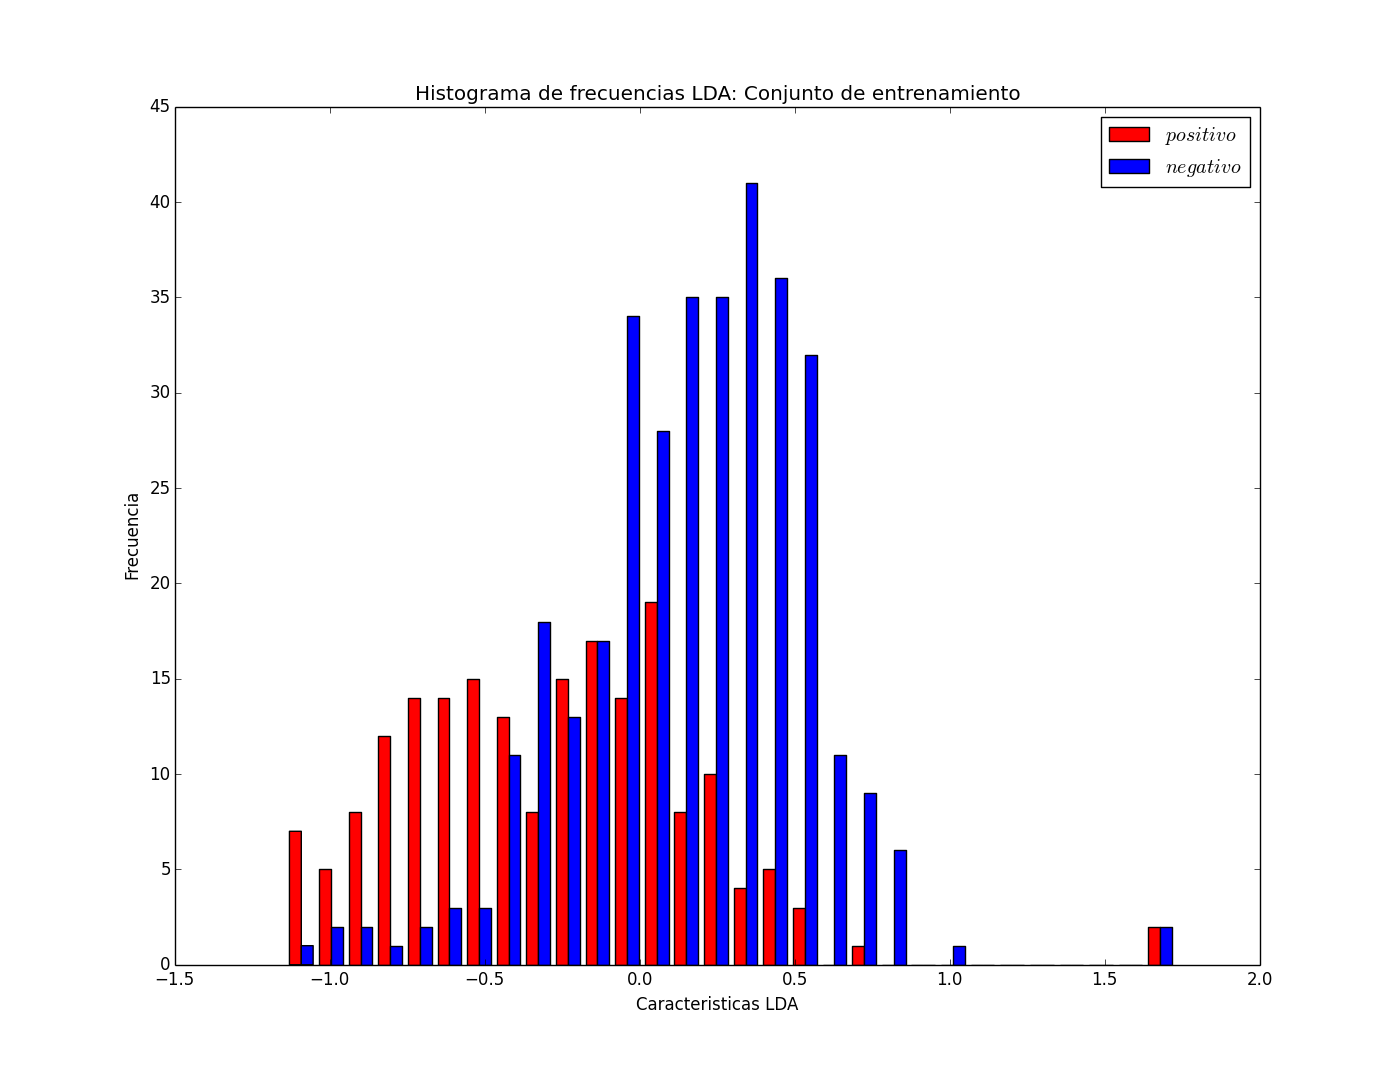 Histograma de frecuencias LDA: Conjunto de entrenamiento
45
40
35
30
25
20
15
10
5
0
positivo
negativo
Frecuencia
−1.5 −1.0 −0.5 0.0 0.5 1.0 1.5 2.0
Caracteristicas LDA